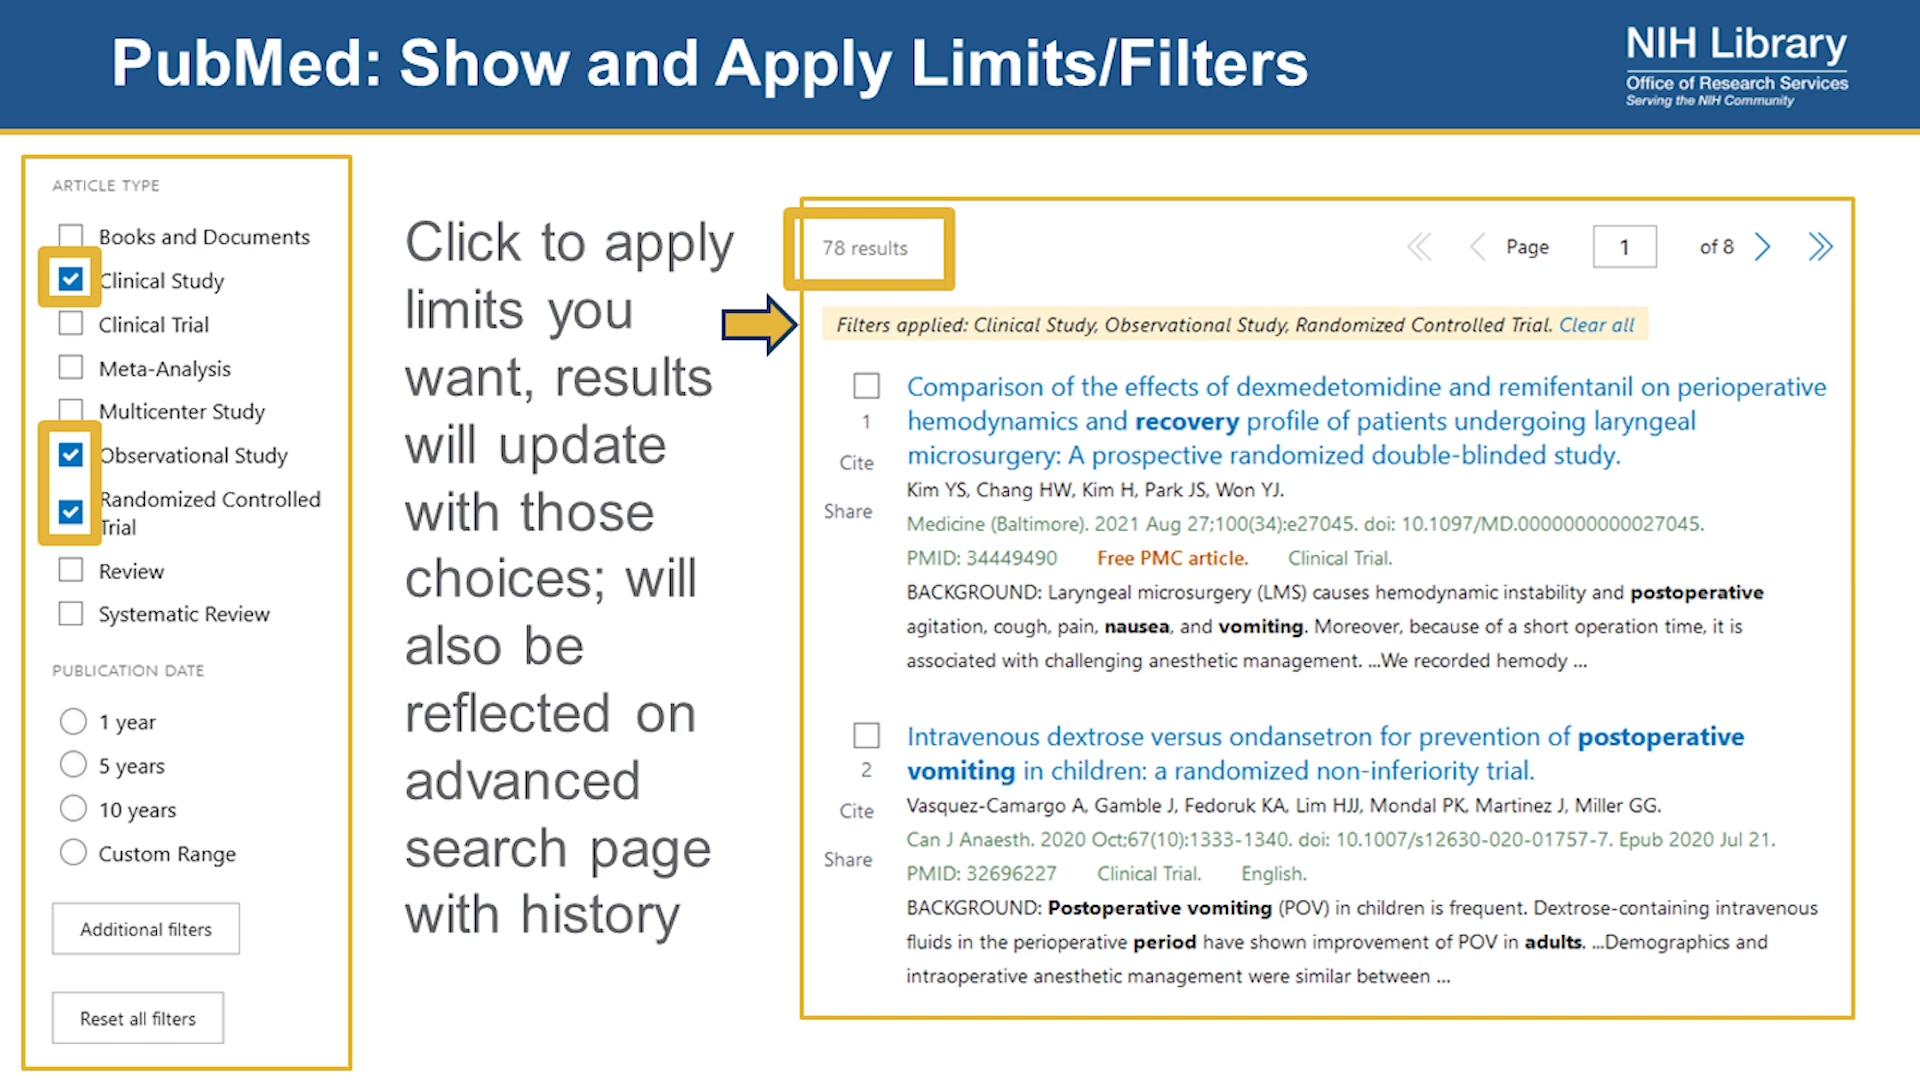 PubMed: Show and Apply Limits/Filters
NIH Library
Office of Research Services
Serving the NIH Community
ARTICLE TYPE
Books and Documents
Clinical Study
Clinical Trial
Meta-Analysis
Multicenter Study
Observational Study
Randomized Controlled
Trial
Review
Systematic Review
PUBLICATION DATE
1 year
5 years
10 years
Custom Range
Additional filters
Reset all filters
Click to apply
limits you
want, results
will update
with those
choices; will
also be
reflected on
advanced
search page
with history
78 results
Page 1 of 8
Filters applied: Clinical Study, Observational Study, Randomized Controlled Trial. Clear all
Comparison of the effects of dexmedetomidine and remifentanil on perioperative
1
hemodynamics and recovery profile of patients undergoing laryngeal
Cite
microsurgery: A prospective randomized double-blinded study.
Kim YS, Chang HW, Kim H, Park JS, Won YJ.
Share
Medicine (Baltimore). 2021 Aug 27;100(34):e27045. doi: 10.1097/MD.0000000000027045.
PMID: 34449490 Free PMC article. Clinical Trial.
BACKGROUND: Laryngeal microsurgery (LMS) causes hemodynamic instability and postoperative
agitation, cough, pain, nausea, and vomiting. Moreover, because of a short operation time, it is
associated with challenging anesthetic management. ...We recorded hemody ...
Intravenous dextrose versus ondansetron for prevention of postoperative
2
vomiting in children: a randomized non-inferiority trial.
Cite
Vasquez-Camargo A, Gamble J, Fedoruk KA, Lim HJJ, Mondal PK, Martinez J, Miller GG.
Can J Anaesth. 2020 Oct;67(10):1333-1340. doi: 10.1007/s12630-020-01757-7. Epub 2020 Jul 21.
Share
PMID: 32696227 Clinical Trial. English.
BACKGROUND: Postoperative vomiting (POV) in children is frequent. Dextrose-containing intravenous
fluids in the perioperative period have shown improvement of POV in adults. ...Demographics and
intraoperative anesthetic management were similar between ...